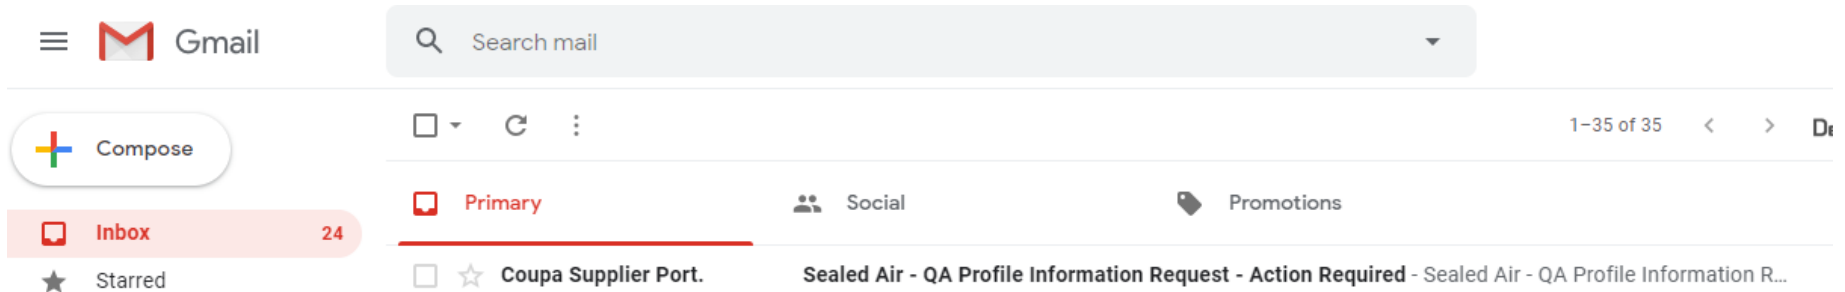 Gmail
Search mail
1–35 of 35
Compose
Primary Social Promotions
Inbox 24
Coupa Supplier Port. Sealed Air - QA Profile Information Request - Action Required - Sealed Air - QA Profile Information R...
Starred